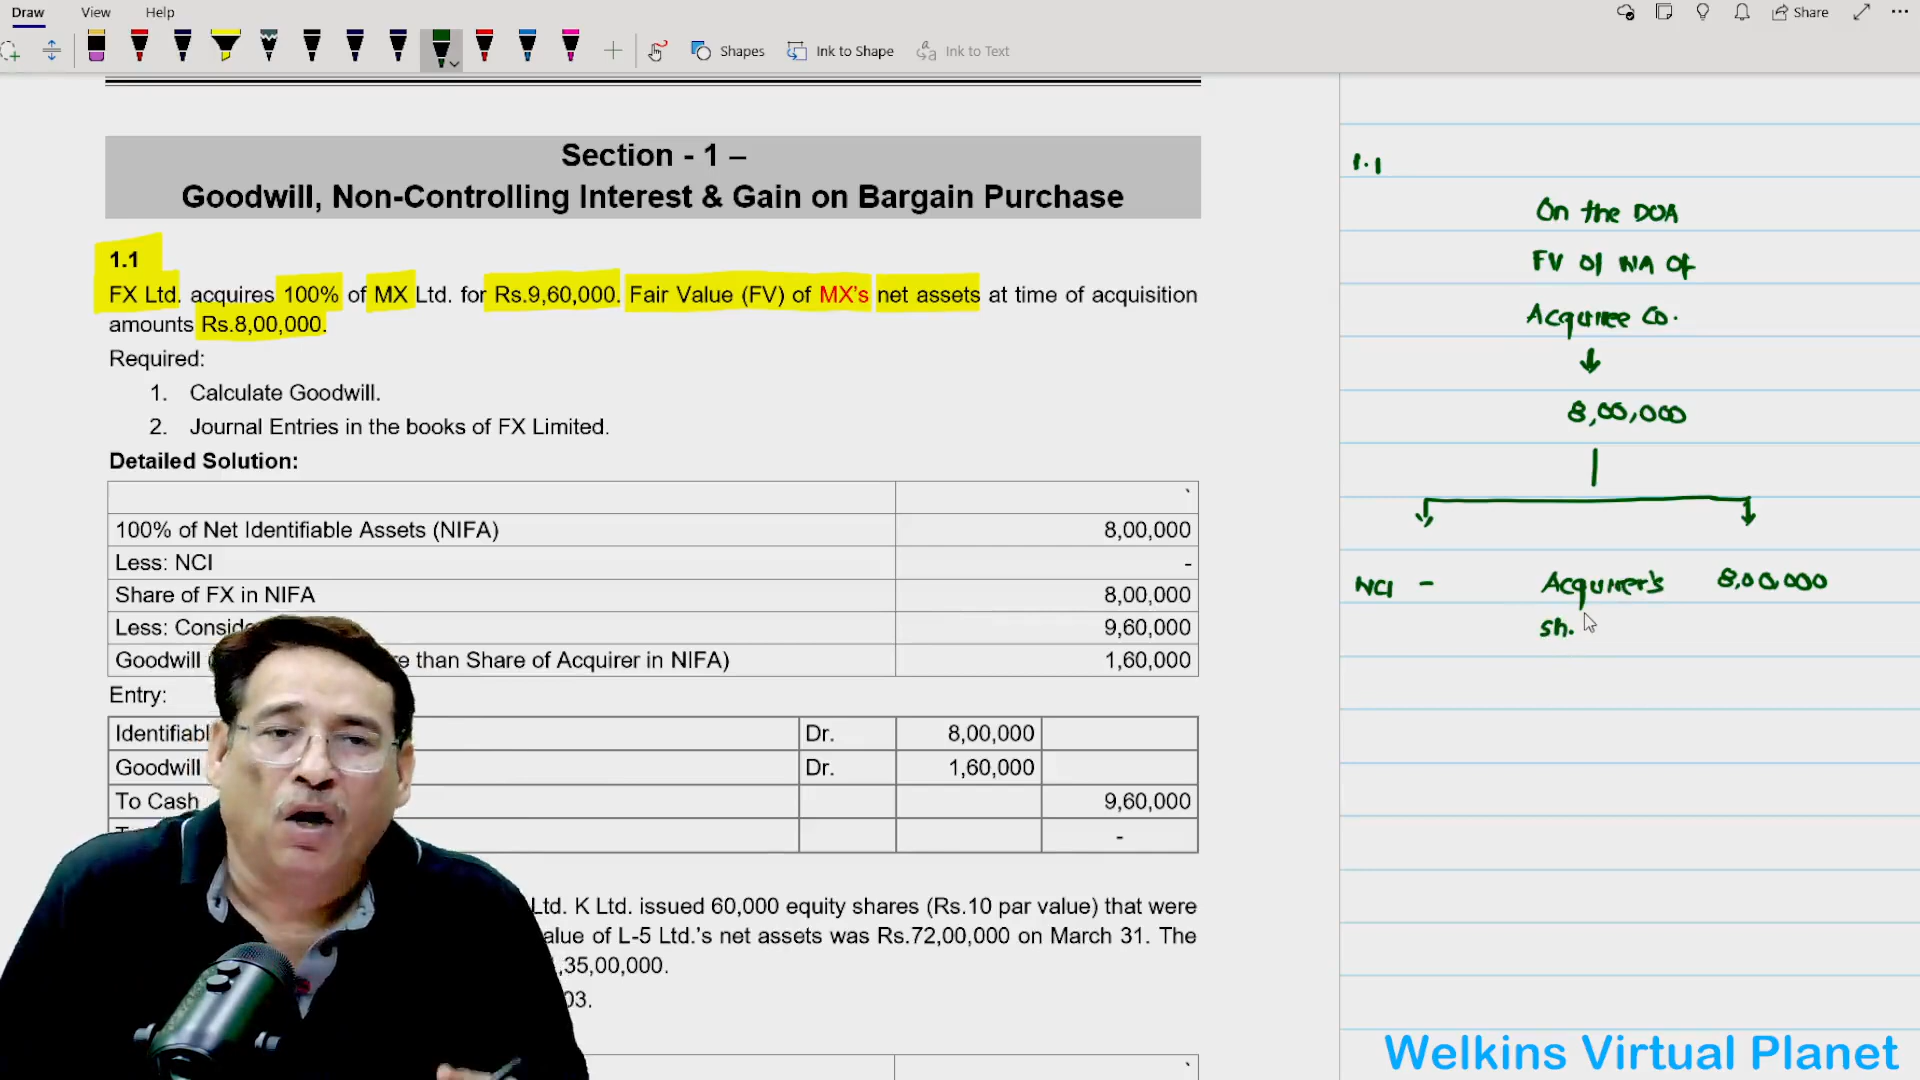 Draw View Help Share
Shapes Ink to Shape Ink to Text
Section - 1 –
Goodwill, Non-Controlling Interest & Gain on Bargain Purchase
1.1
FX Ltd. acquires 100% of MX Ltd. for Rs.9,60,000. Fair Value (FV) of MX's net assets at time of acquisition
amounts Rs.8,00,000.
Required:
1. Calculate Goodwill.
2. Journal Entries in the books of FX Limited.
Detailed Solution:
`
100% of Net Identifiable Assets (NIFA) 8,00,000
Less: NCI -
Share of FX in NIFA 8,00,000
Less: 9,60,000
Goodwill than Share of Acquirer in NIFA) 1,60,000
Entry:
Dr. 8,00,000
Goodwill Dr. 1,60,000
To Cash 9,60,000
-
Ltd. K Ltd. issued 60,000 equity shares (Rs.10 par value) that were
of L-5 Ltd.'s net assets was Rs.72,00,000 on March 31. The
35,00,000.
`
1.1
On the DOA
FV of NA of
Acquiree Co.
↓
8,00,000
NCI - Acquirer's 8,00,000
sh.
Welkins Virtual Planet